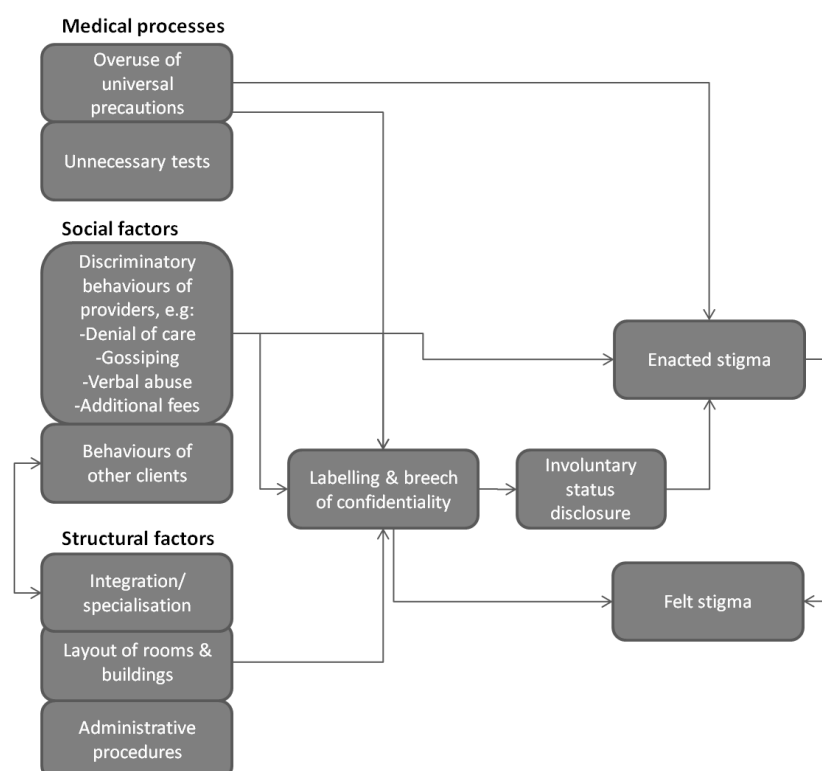 Medical processes
Overuse of
universal
precautions
Unnecessary tests
Social factors
Discriminatory
behaviours of
providers, e.g:
-Denial of care
-Gossiping
-Verbal abuse
-Additional fees
Behaviours of
other clients
Structural factors
Integration/
specialisation
Layout of rooms &
buildings
Administrative
procedures
Labelling & breech
of confidentiality
Involuntary
status
disclosure
Enacted stigma
Felt stigma